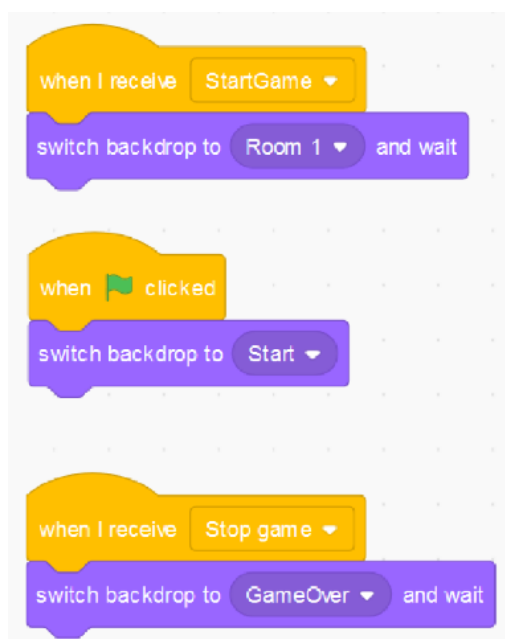 when I receive StartGame
switch backdrop to Room 1 and wait
when clicked
switch backdrop to Start
when I receive Stop game
switch backdrop to GameOver and wait